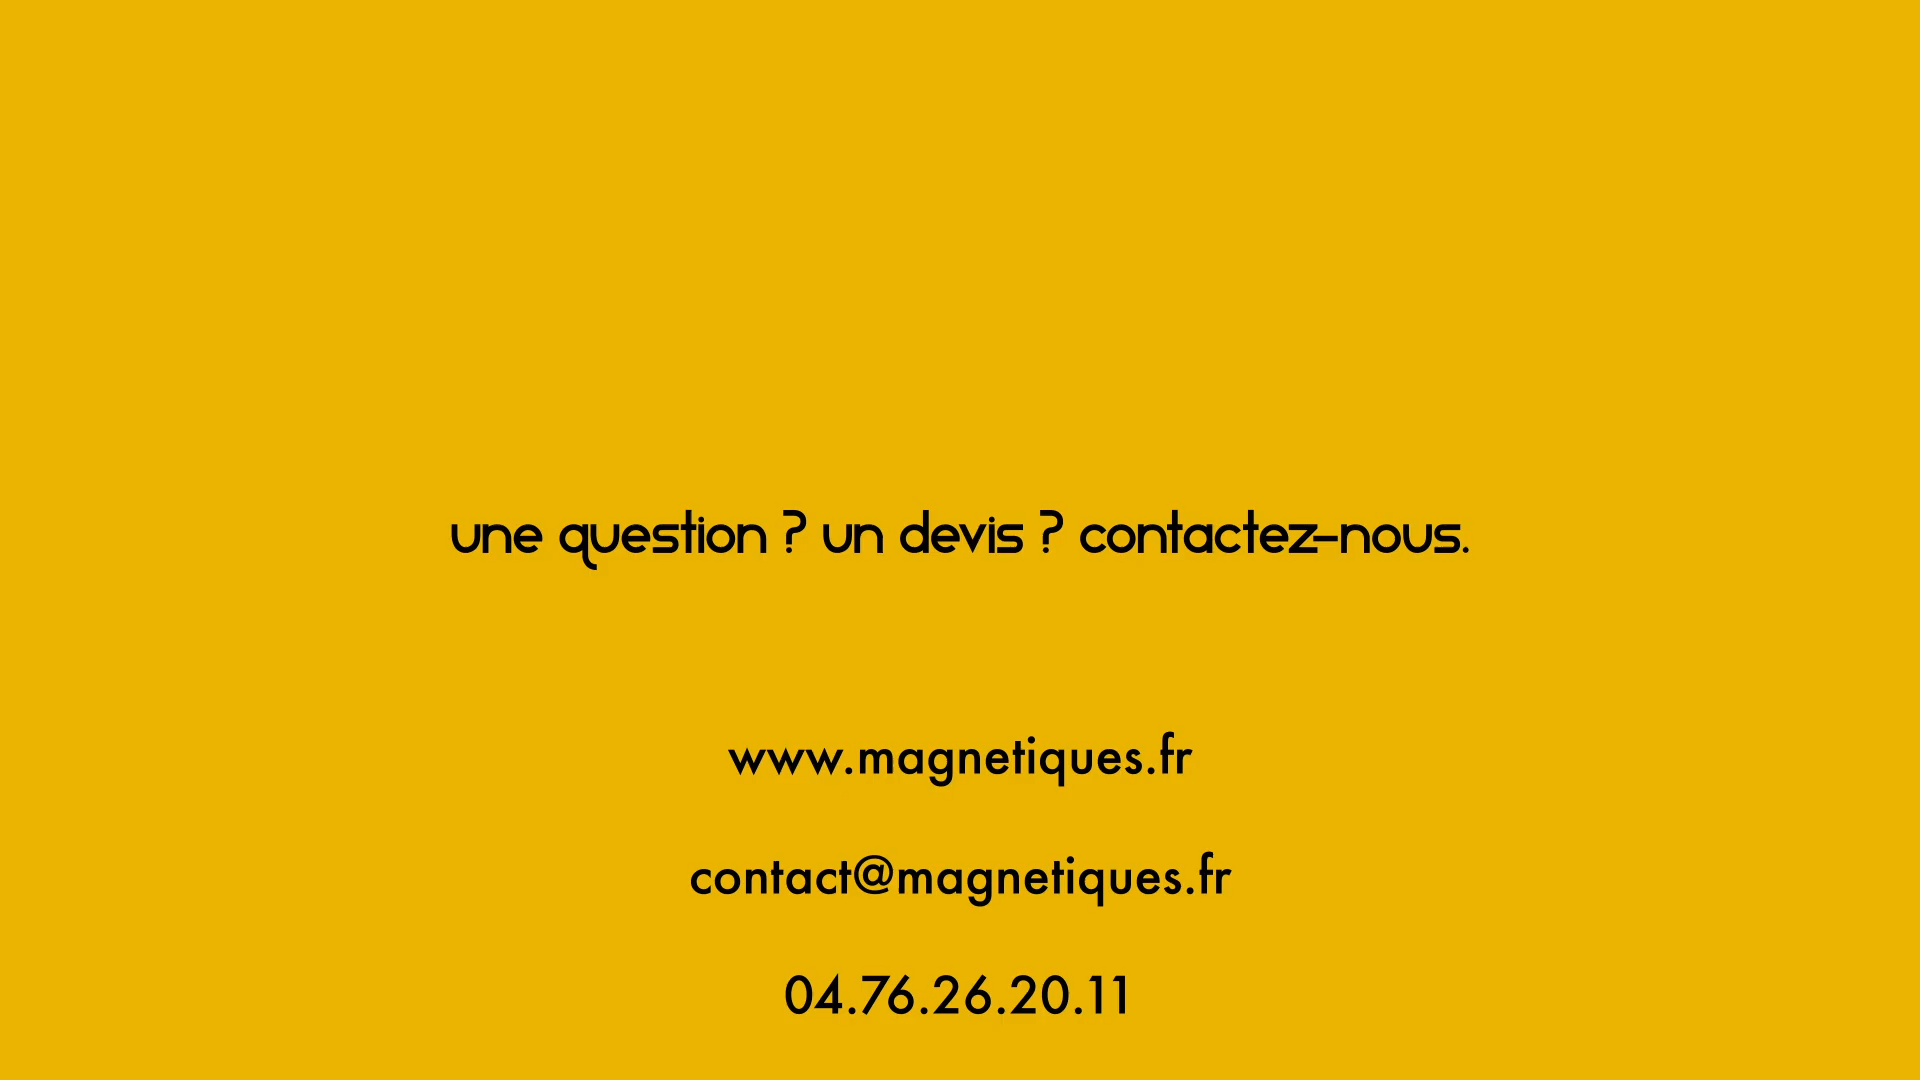 une question ? un devis ? contactez-nous.
www.magnetiques.fr
contact@magnetiques.fr
04.76.26.20.11